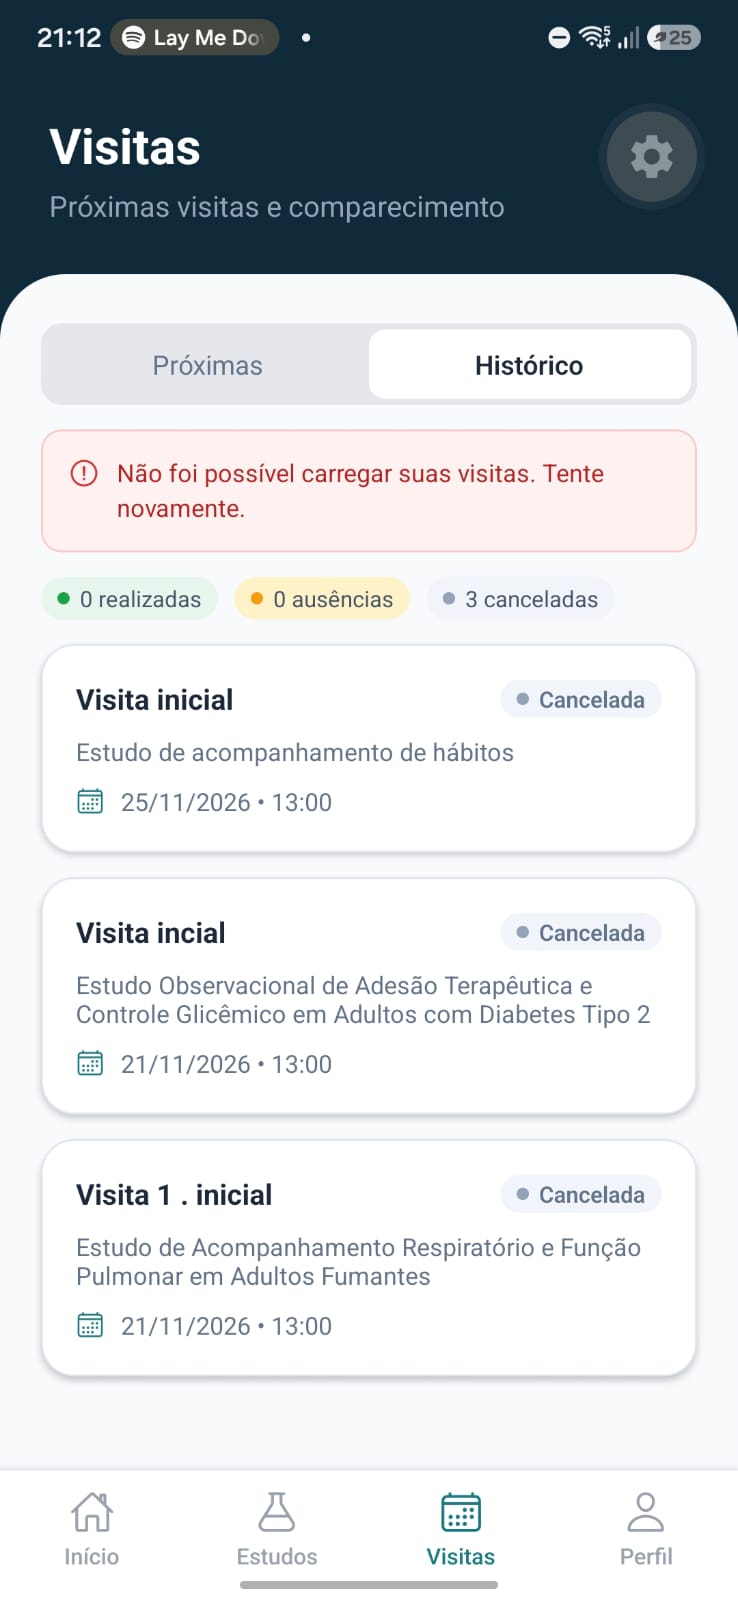 21:12 Lay Me Do 5 25
Visitas
Próximas visitas e comparecimento
Próximas Histórico
Não foi possível carregar suas visitas. Tente
novamente.
0 realizadas 0 ausências 3 canceladas
Visita inicial Cancelada
Estudo de acompanhamento de hábitos
25/11/2026 • 13:00
Visita incial Cancelada
Estudo Observacional de Adesão Terapêutica e
Controle Glicêmico em Adultos com Diabetes Tipo 2
21/11/2026 • 13:00
Visita 1 . inicial Cancelada
Estudo de Acompanhamento Respiratório e Função
Pulmonar em Adultos Fumantes
21/11/2026 • 13:00
Início Estudos Visitas Perfil